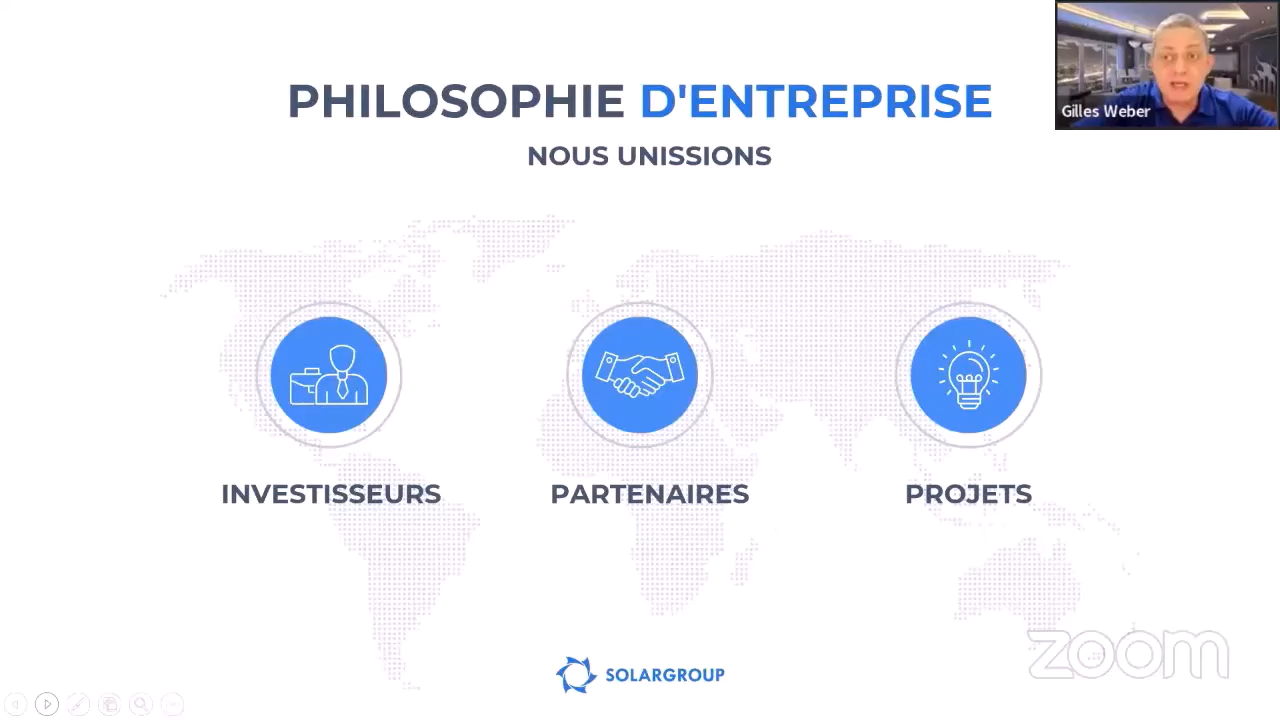 PHILOSOPHIE D'ENTREPRISE
NOUS UNISSIONS
Gilles Weber
INVESTISSEURS
PARTENAIRES
PROJETS
SOLARGROUP
zoom